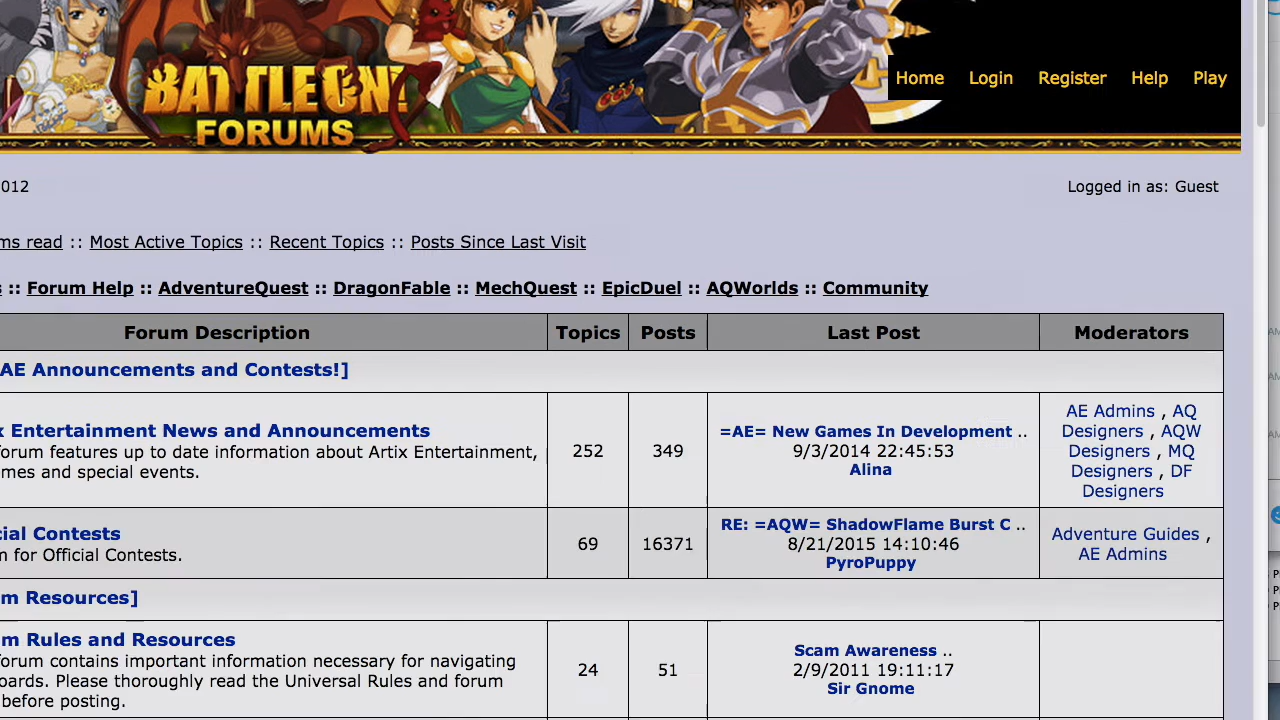 BATTLEON!
FORUMS
Home Login Register Help Play
012
Logged in as: Guest
ms read :: Most Active Topics :: Recent Topics :: Posts Since Last Visit
s :: Forum Help :: AdventureQuest :: DragonFable :: MechQuest :: EpicDuel :: AQWorlds :: Community
Forum Description Topics Posts Last Post Moderators
AE Announcements and Contests!]
x Entertainment News and Announcements
forum features up to date information about Artix Entertainment,
mes and special events.
252
349
=AE= New Games In Development ..
9/3/2014 22:45:53
Alina
AE Admins , AQ
Designers , AQW
Designers , MQ
Designers , DF
Designers
cial Contests
m for Official Contests.
69
16371
RE: =AQW= ShadowFlame Burst C ..
8/21/2015 14:10:46
PyroPuppy
Adventure Guides ,
AE Admins
m Resources]
m Rules and Resources
forum contains important information necessary for navigating
oards. Please thoroughly read the Universal Rules and forum
before posting.
24
51
Scam Awareness ..
2/9/2011 19:11:17
Sir Gnome